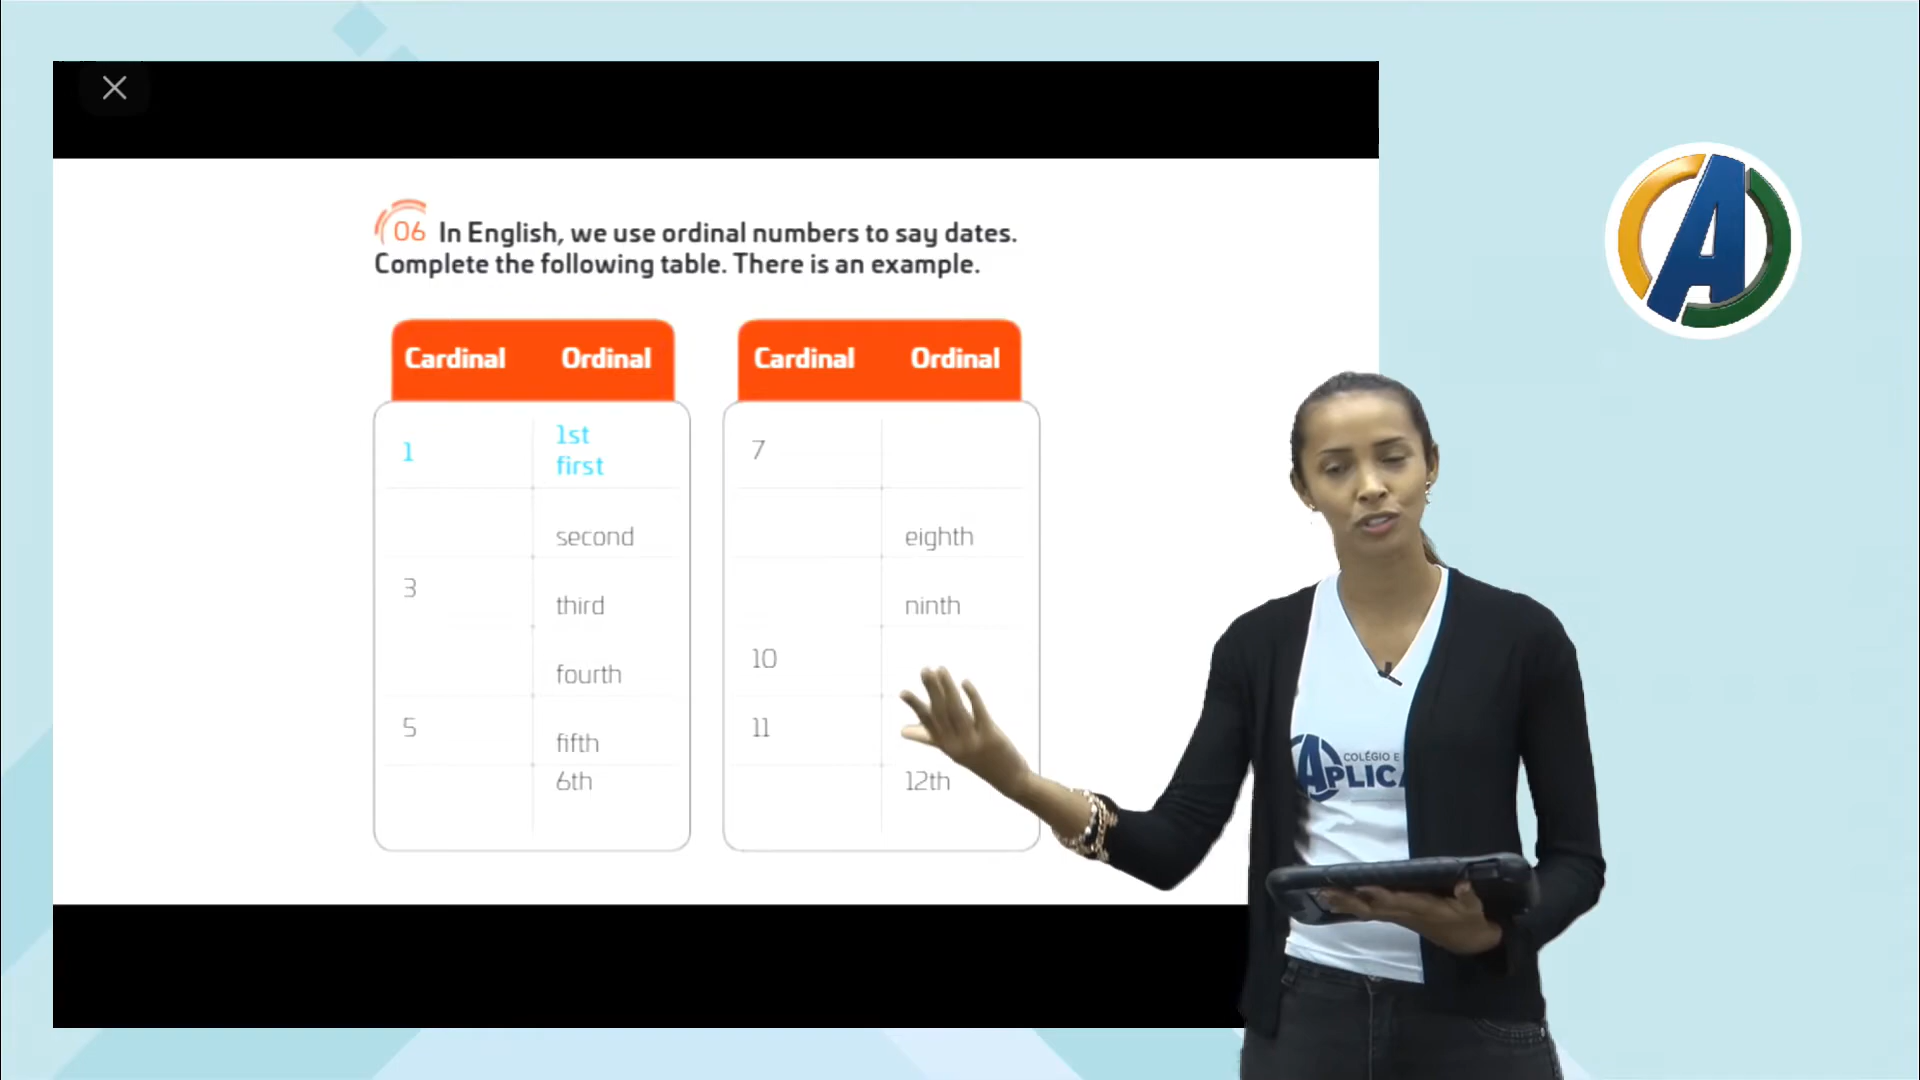 06 In English, we use ordinal numbers to say dates.
Complete the following table. There is an example.
Cardinal Ordinal
1 1st
first
second
3 third
fourth
5 fifth
6th
Cardinal Ordinal
7
eighth
ninth
10
11
12th
COLÉGIO E
APLICA